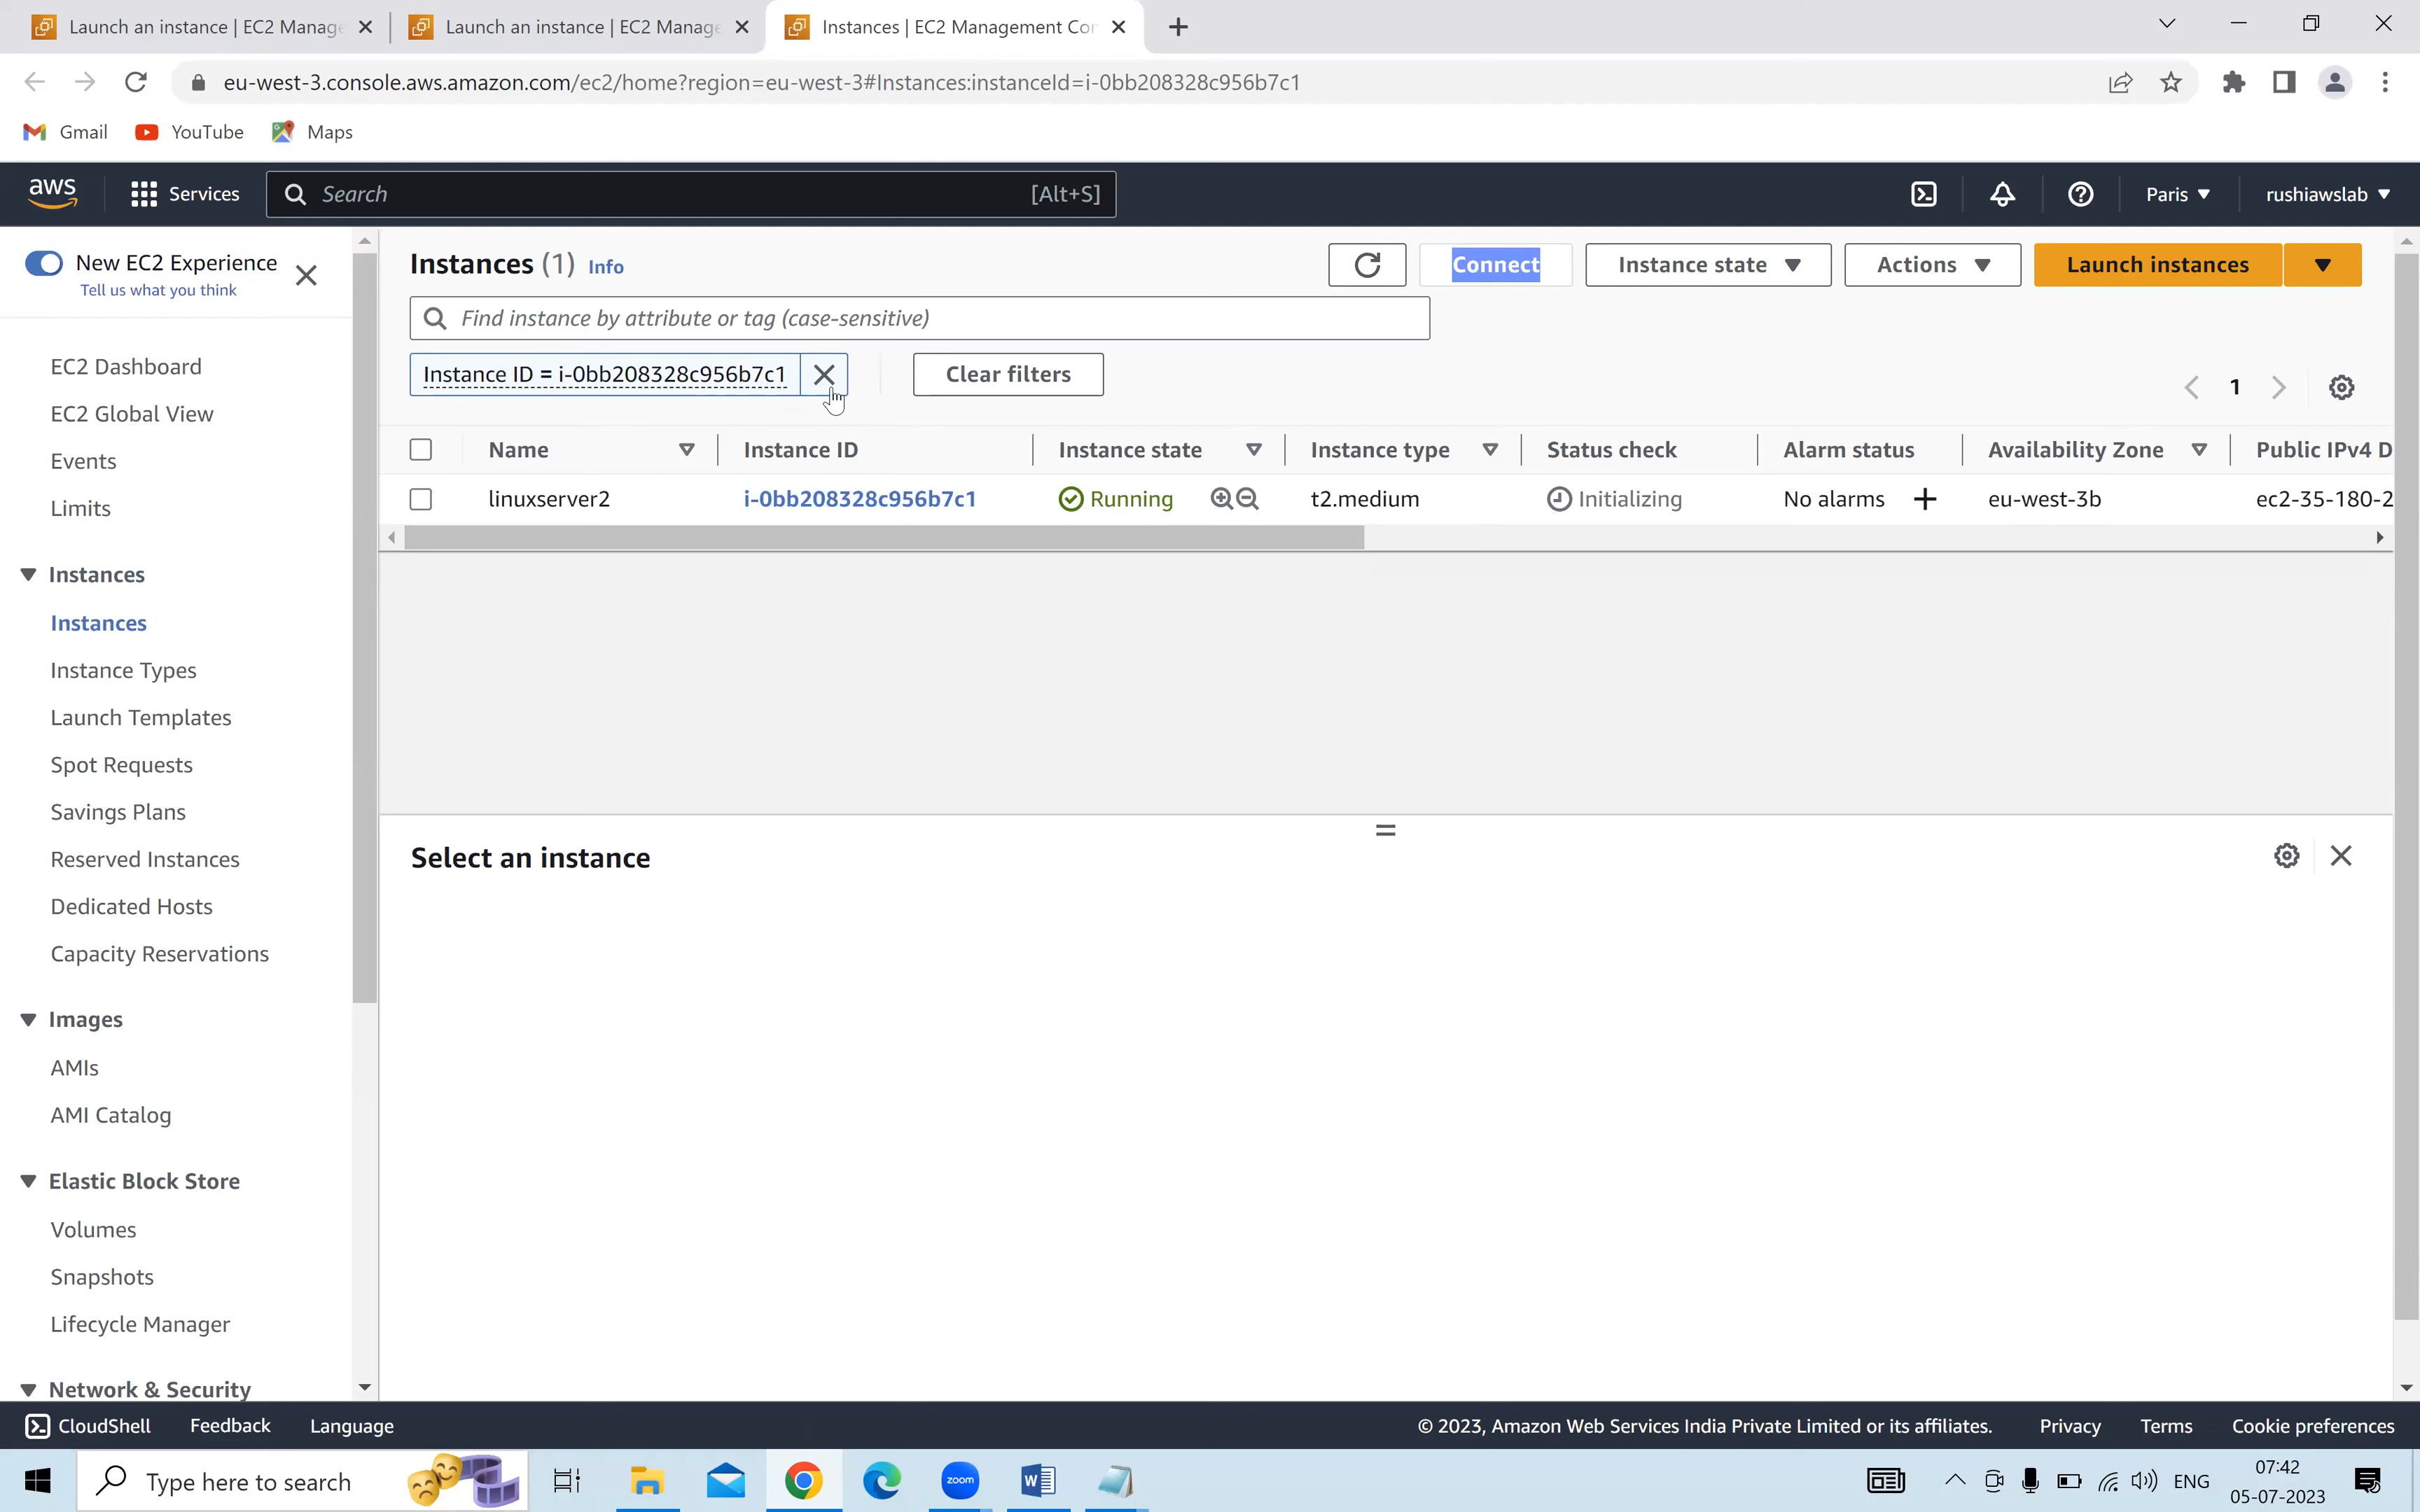 Launch an instance | EC2 Manage
Launch an instance | EC2 Manage
Instances | EC2 Management Con
eu-west-3.console.aws.amazon.com/ec2/home?region=eu-west-3#Instances:instanceId=i-0bb208328c956b7c1
Gmail YouTube Maps
aws Services Search [Alt+S] Paris rushiawslab
New EC2 Experience
Tell us what you think
EC2 Dashboard
EC2 Global View
Events
Limits
Instances
Instances
Instance Types
Launch Templates
Spot Requests
Savings Plans
Reserved Instances
Dedicated Hosts
Capacity Reservations
Images
AMIs
AMI Catalog
Elastic Block Store
Volumes
Snapshots
Lifecycle Manager
Network & Security
Instances (1) Info Connect Instance state Actions Launch instances
Find instance by attribute or tag (case-sensitive)
Instance ID = i-0bb208328c956b7c1 Clear filters
1
Name Instance ID Instance state Instance type Status check Alarm status Availability Zone Public IPv4 D
linuxserver2 i-0bb208328c956b7c1 Running t2.medium Initializing No alarms eu-west-3b ec2-35-180-2
Select an instance
CloudShell Feedback Language © 2023, Amazon Web Services India Private Limited or its affiliates. Privacy Terms Cookie preferences
Type here to search
zoom
W
ENG
07:42
05-07-2023